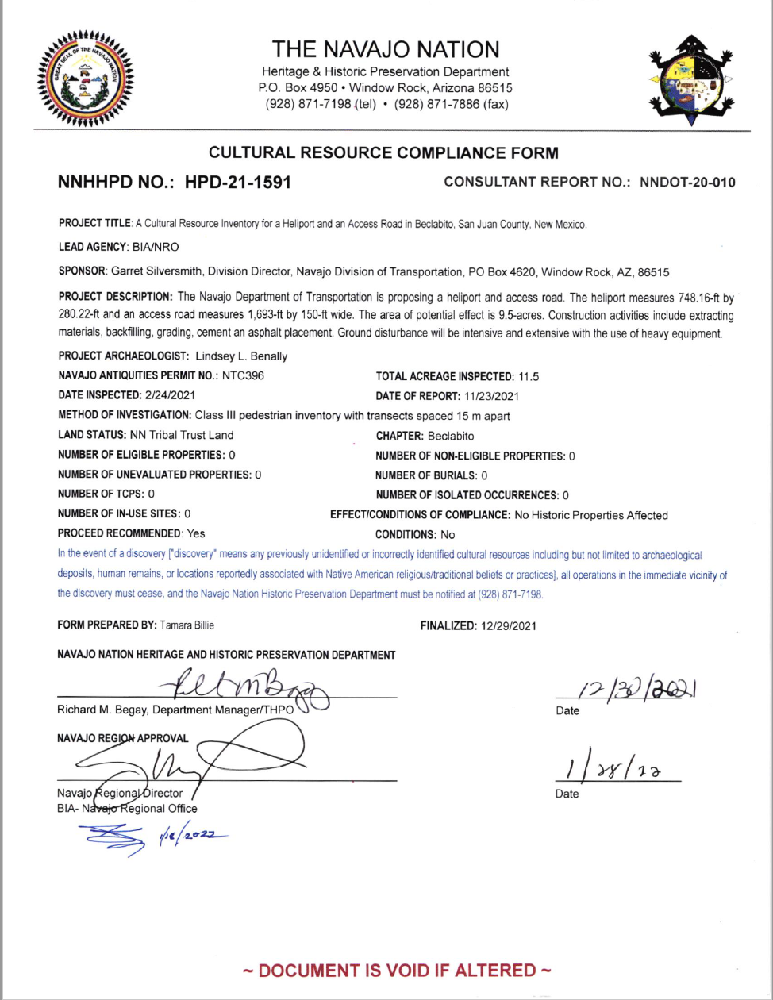 GREAT SEAL OF THE NAVAJO NATION
THE NAVAJO NATION
Heritage & Historic Preservation Department
P.O. Box 4950 • Window Rock, Arizona 86515
(928) 871-7198 (tel) • (928) 871-7886 (fax)
CULTURAL RESOURCE COMPLIANCE FORM
NNHHPD NO.: HPD-21-1591
CONSULTANT REPORT NO.: NNDOT-20-010
PROJECT TITLE: A Cultural Resource Inventory for a Heliport and an Access Road in Beclabito, San Juan County, New Mexico.
LEAD AGENCY: BIA/NRO
SPONSOR: Garret Silversmith, Division Director, Navajo Division of Transportation, PO Box 4620, Window Rock, AZ, 86515
PROJECT DESCRIPTION: The Navajo Department of Transportation is proposing a heliport and access road. The heliport measures 748.16-ft by
280.22-ft and an access road measures 1,693-ft by 150-ft wide. The area of potential effect is 9.5-acres. Construction activities include extracting
materials, backfilling, grading, cement an asphalt placement. Ground disturbance will be intensive and extensive with the use of heavy equipment.
PROJECT ARCHAEOLOGIST: Lindsey L. Benally
NAVAJO ANTIQUITIES PERMIT NO.: NTC396
TOTAL ACREAGE INSPECTED: 11.5
DATE INSPECTED: 2/24/2021
DATE OF REPORT: 11/23/2021
METHOD OF INVESTIGATION: Class III pedestrian inventory with transects spaced 15 m apart
LAND STATUS: NN Tribal Trust Land
CHAPTER: Beclabito
NUMBER OF ELIGIBLE PROPERTIES: 0
NUMBER OF NON-ELIGIBLE PROPERTIES: 0
NUMBER OF UNEVALUATED PROPERTIES: 0
NUMBER OF BURIALS: 0
NUMBER OF TCPS: 0
NUMBER OF ISOLATED OCCURRENCES: 0
NUMBER OF IN-USE SITES: 0
EFFECT/CONDITIONS OF COMPLIANCE: No Historic Properties Affected
PROCEED RECOMMENDED: Yes
CONDITIONS: No
In the event of a discovery ["discovery" means any previously unidentified or incorrectly identified cultural resources including but not limited to archaeological
deposits, human remains, or locations reportedly associated with Native American religious/traditional beliefs or practices], all operations in the immediate vicinity of
the discovery must cease, and the Navajo Nation Historic Preservation Department must be notified at (928) 871-7198.
FORM PREPARED BY: Tamara Billie
FINALIZED: 12/29/2021
NAVAJO NATION HERITAGE AND HISTORIC PRESERVATION DEPARTMENT
12/30/2021
Richard M. Begay, Department Manager/THPO
Date
NAVAJO REGION APPROVAL
1/28/22
Navajo Regional Director
Date
BIA- Navajo Regional Office
~ DOCUMENT IS VOID IF ALTERED ~